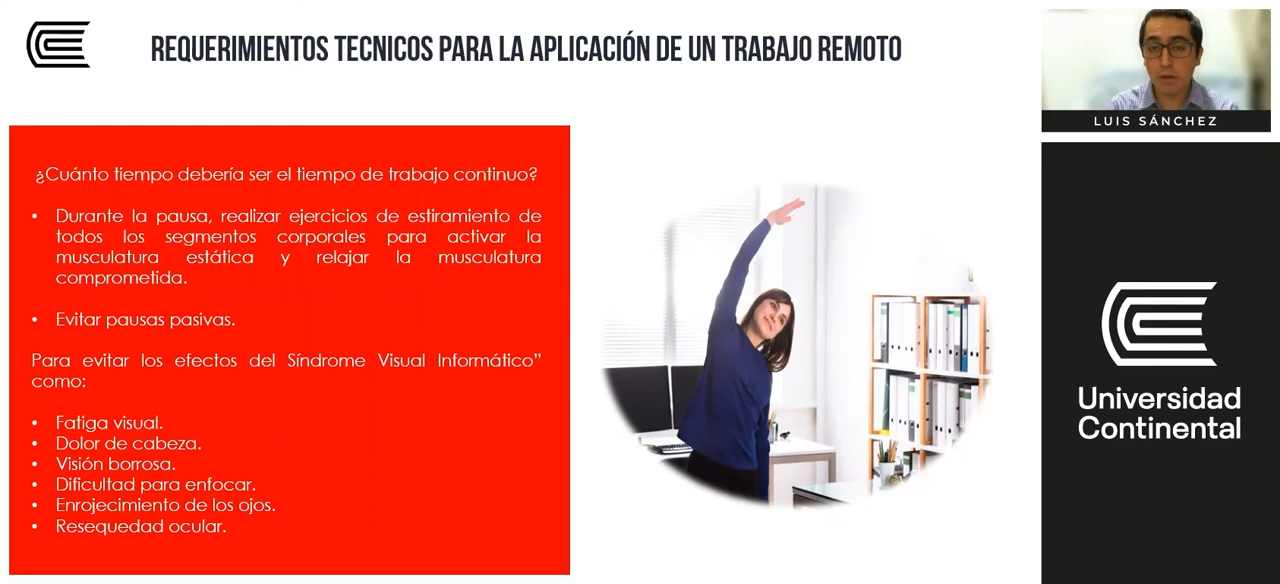 REQUERIMIENTOS TECNICOS PARA LA APLICACIÓN DE UN TRABAJO REMOTO
¿Cuánto tiempo debería ser el tiempo de trabajo continuo?
• Durante la pausa, realizar ejercicios de estiramiento de
todos los segmentos corporales para activar la
musculatura estática y relajar la musculatura
comprometida.
• Evitar pausas pasivas.
Para evitar los efectos del Síndrome Visual Informático”
como:
• Fatiga visual.
• Dolor de cabeza.
• Visión borrosa.
• Dificultad para enfocar.
• Enrojecimiento de los ojos.
• Resequedad ocular.
LUIS SÁNCHEZ
Universidad
Continental